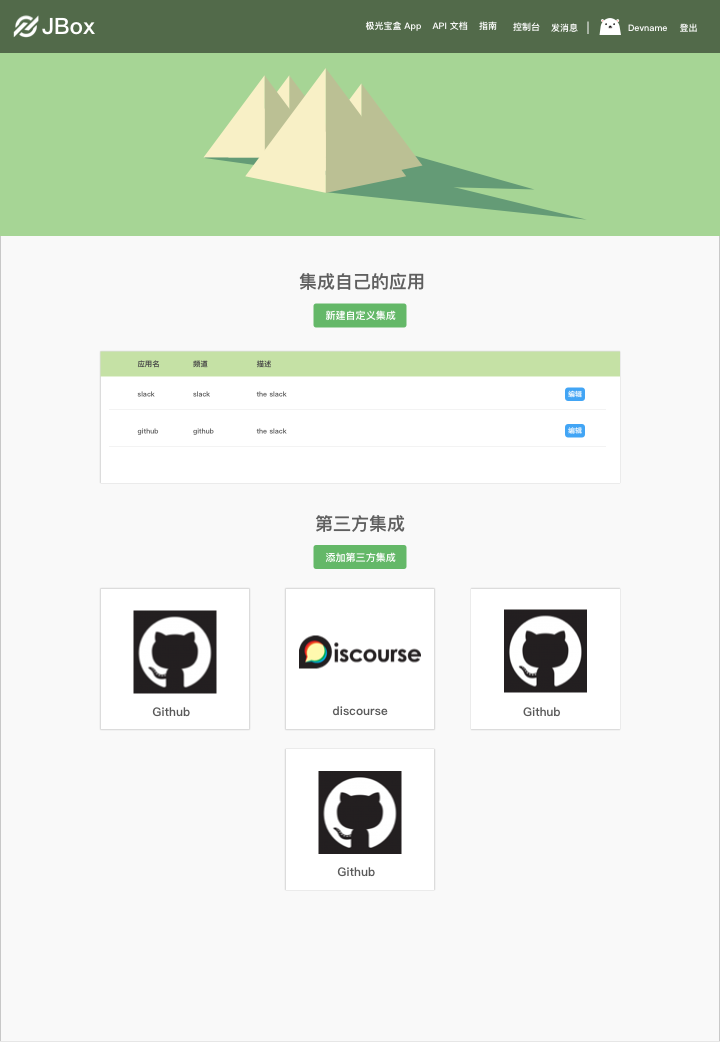 JBox 极光宝盒 App API 文档 指南 控制台 发消息 | Devname 登出
集成自己的应用
新建自定义集成
应用名 频道 描述
slack slack the slack 编辑
github github the slack 编辑
第三方集成
添加第三方集成
Discourse
Github discourse Github
Github